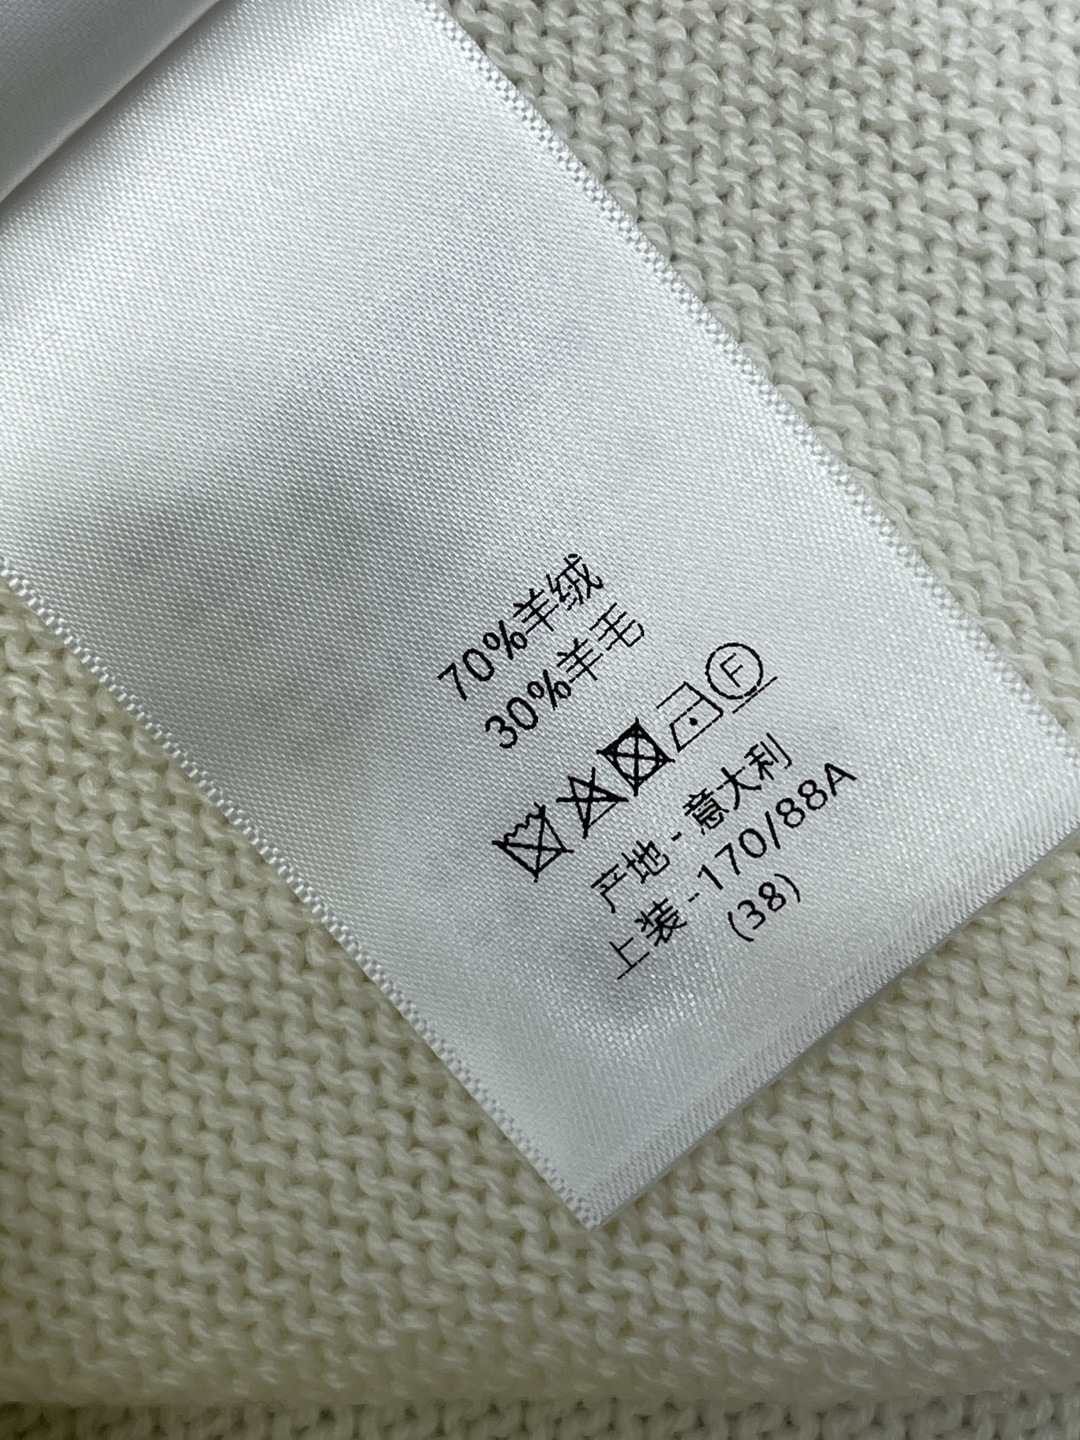 70%羊绒
30%羊毛
F
产地 - 意大利
上装 - 170/88A
(38)